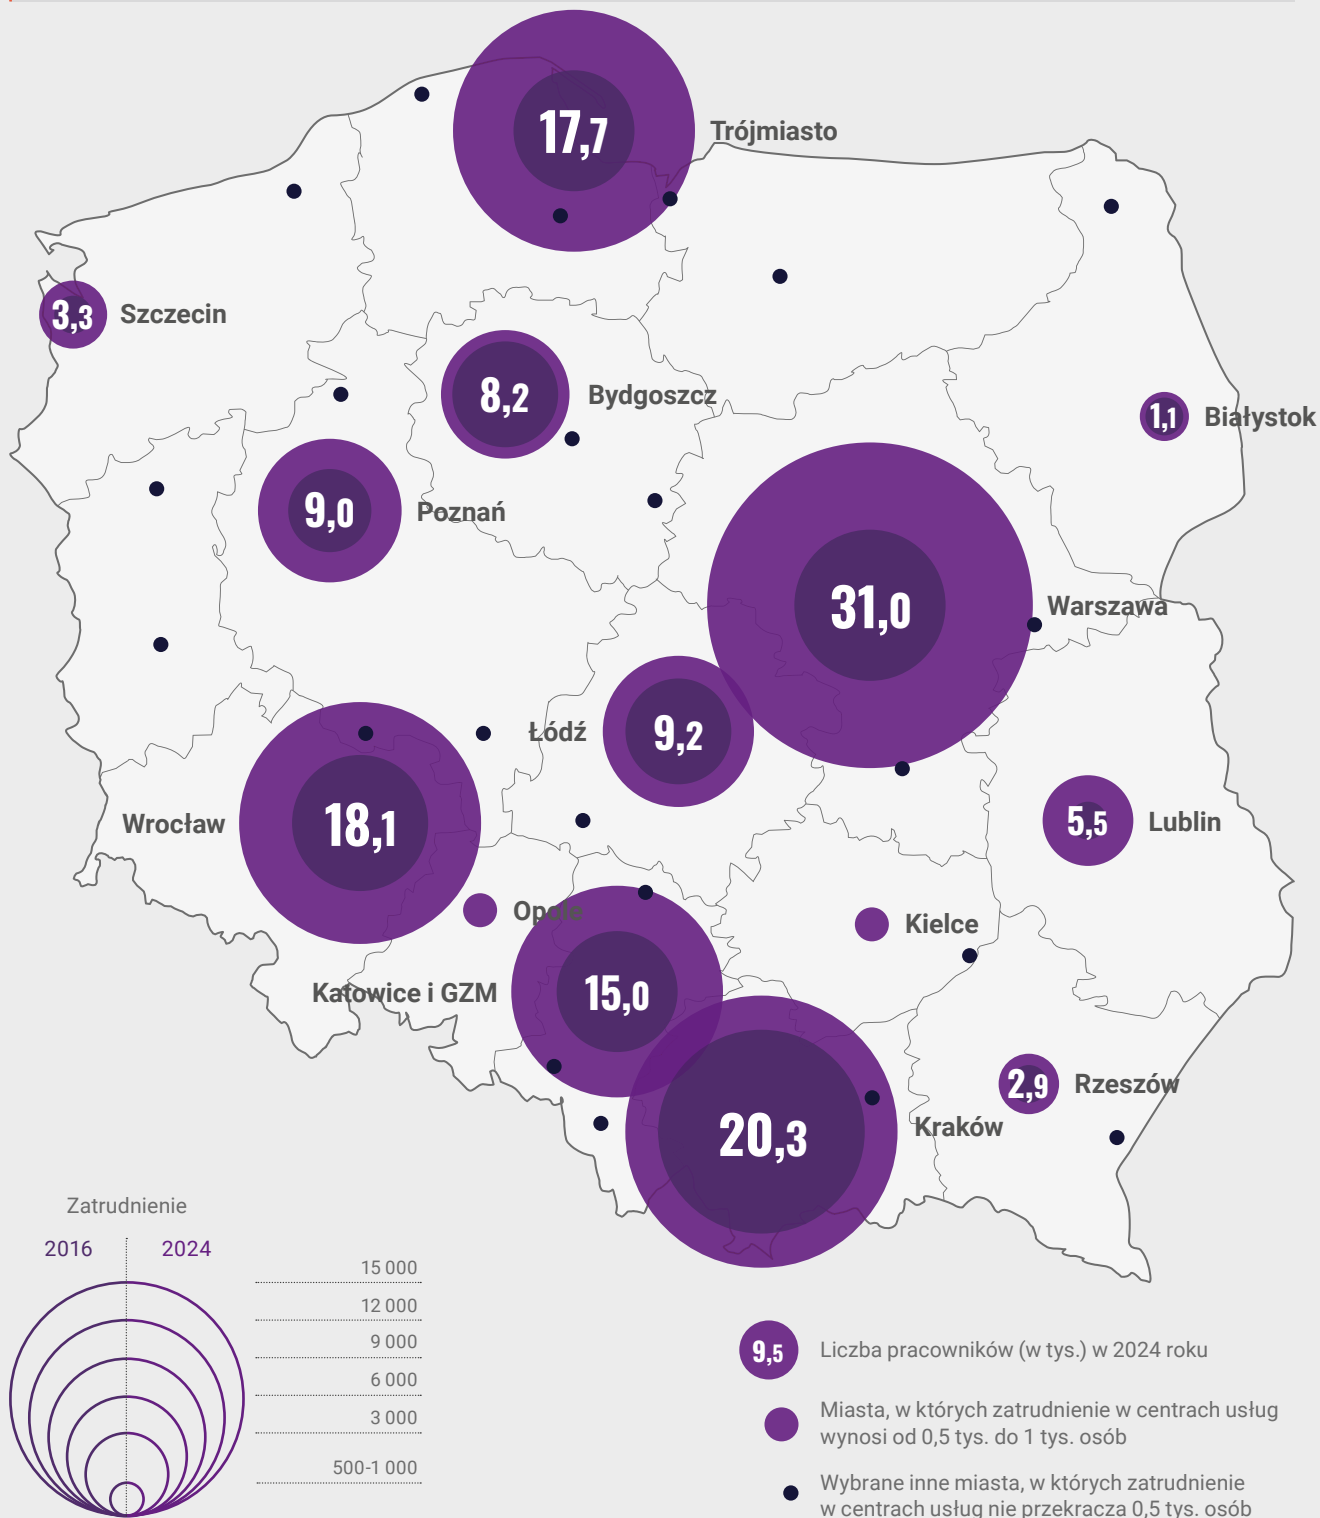 17,7
Trójmiasto
3,3
Szczecin
8,2
Bydgoszcz
1,1
Białystok
9,0
Poznań
31,0
Warszawa
Łódź
9,2
Wrocław
18,1
5,5
Lublin
Opole
Kielce
Katowice i GZM
15,0
2,9
Rzeszów
20,3
Kraków
Zatrudnienie
2016
2024
15 000
12 000
9 000
6 000
3 000
500-1 000
9,5
Liczba pracowników (w tys.) w 2024 roku
Miasta, w których zatrudnienie w centrach usług
wynosi od 0,5 tys. do 1 tys. osób
Wybrane inne miasta, w których zatrudnienie
w centrach usług nie przekracza 0,5 tys. osób